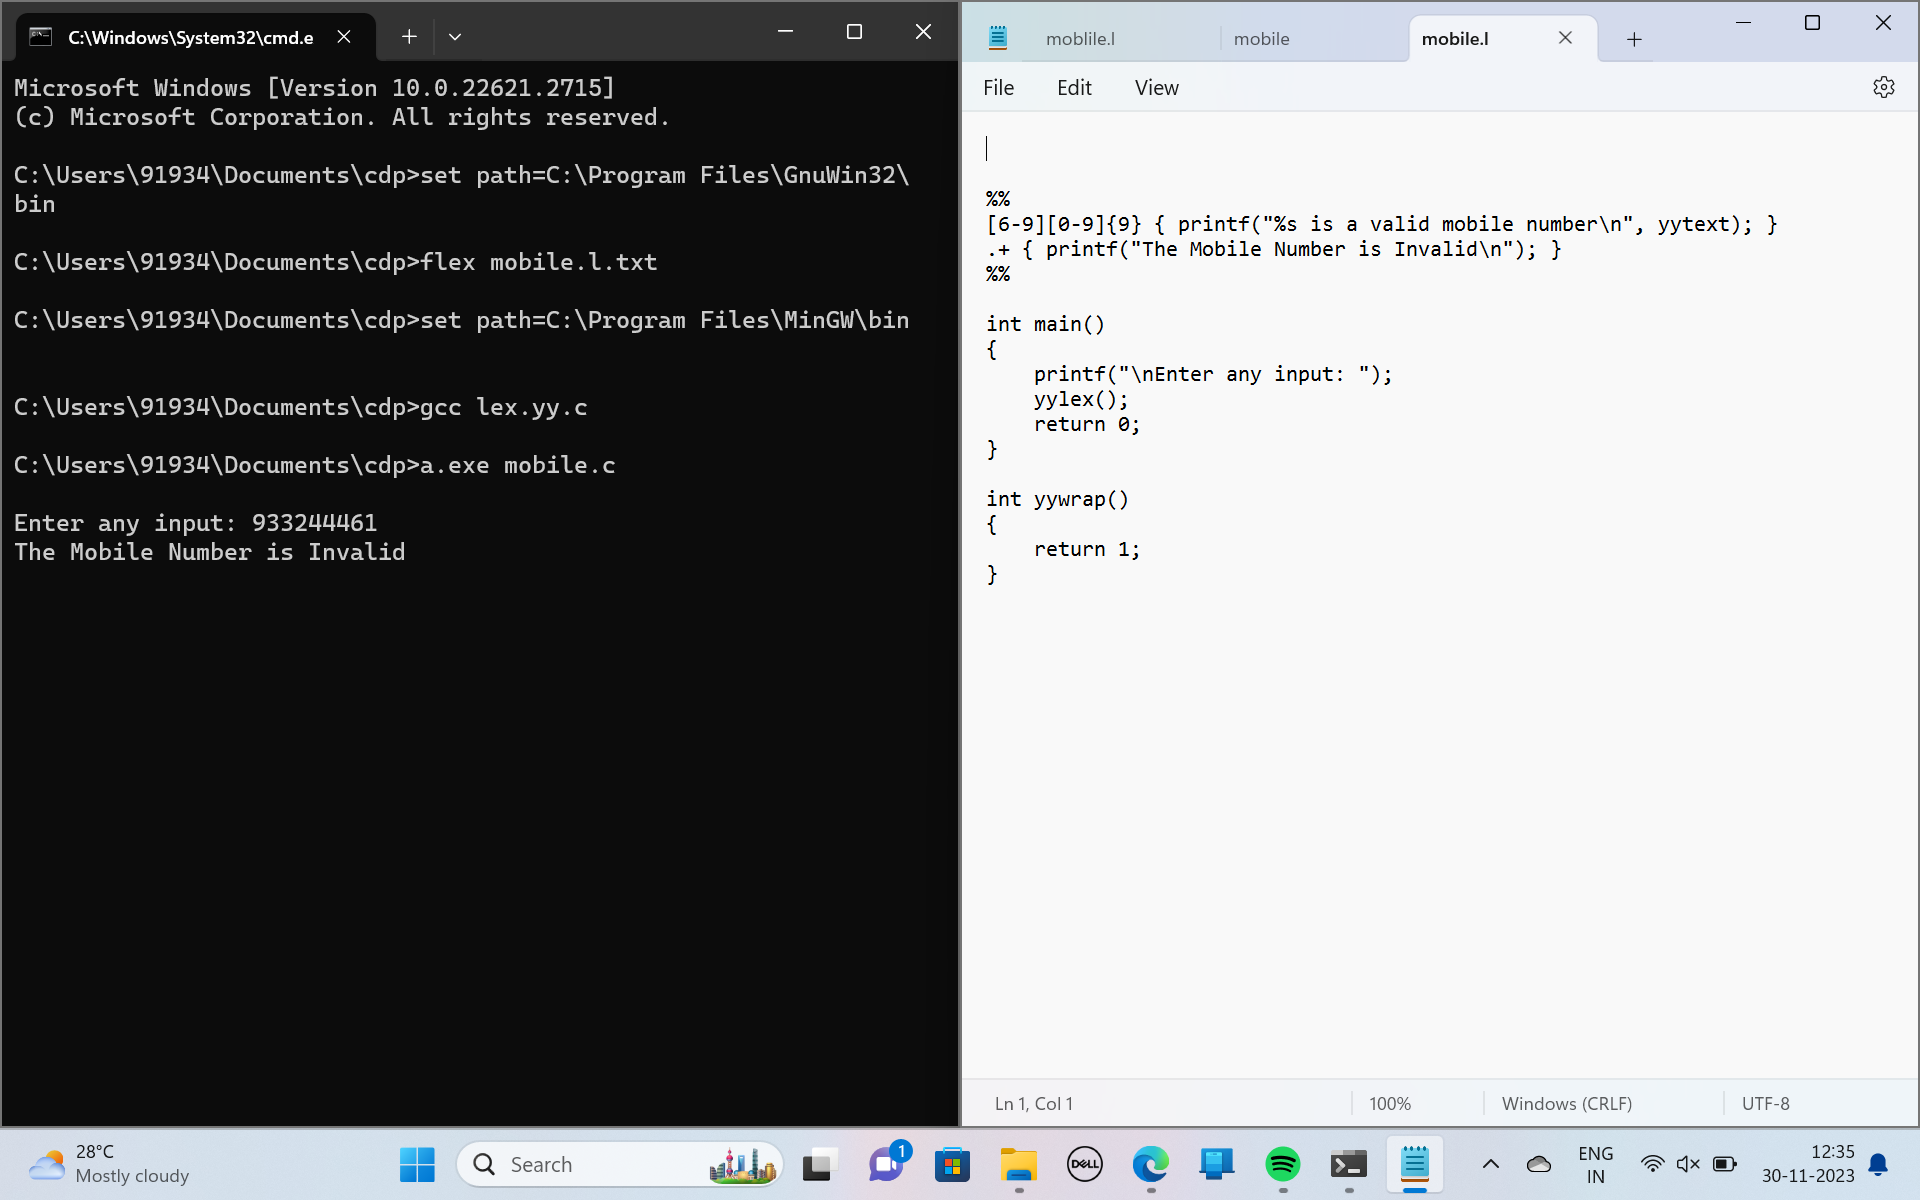 C:\Windows\System32\cmd.e
Microsoft Windows [Version 10.0.22621.2715]
(c) Microsoft Corporation. All rights reserved.
C:\Users\91934\Documents\cdp>set path=C:\Program Files\GnuWin32\
bin
C:\Users\91934\Documents\cdp>flex mobile.l.txt
C:\Users\91934\Documents\cdp>set path=C:\Program Files\MinGW\bin
C:\Users\91934\Documents\cdp>gcc lex.yy.c
C:\Users\91934\Documents\cdp>a.exe mobile.c
Enter any input: 933244461
The Mobile Number is Invalid
moblile.l mobile mobile.l
File Edit View
%%
[6-9][0-9]{9} { printf("%s is a valid mobile number\n", yytext); }
.+ { printf("The Mobile Number is Invalid\n"); }
%%
int main()
{
    printf("\nEnter any input: ");
    yylex();
    return 0;
}
int yywrap()
{
    return 1;
}
Ln 1, Col 1 100% Windows (CRLF) UTF-8
28°C
Mostly cloudy
Search
1
DELL
ENG
IN
12:35
30-11-2023